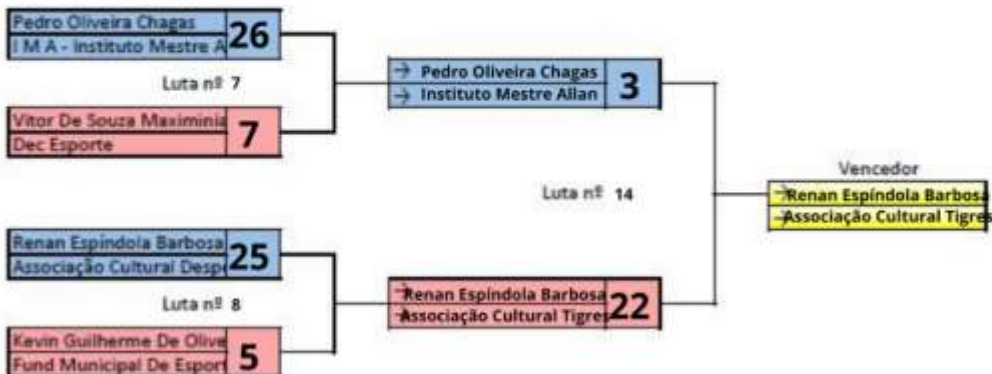 Pedro Oliveira Chagas 26
I M A - Instituto Mestre A
Luta nº 7
Vitor De Souza Maximinia 7
Dec Esporte
→ Pedro Oliveira Chagas 3
→ Instituto Mestre Allan
Luta nº 14
Vencedor
→Renan Espíndola Barbosa
→Associação Cultural Tigres
Renan Espíndola Barbosa 25
Associação Cultural Despo
Luta nº 8
Kevin Guilherme De Olive 5
Fund Municipal De Esport
→Renan Espíndola Barbosa 22
→Associação Cultural Tigres